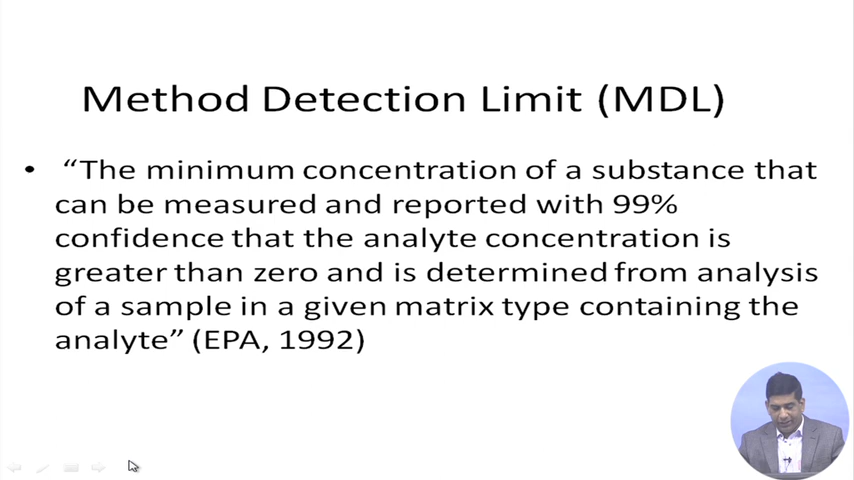 Method Detection Limit (MDL)
• “The minimum concentration of a substance that
can be measured and reported with 99%
confidence that the analyte concentration is
greater than zero and is determined from analysis
of a sample in a given matrix type containing the
analyte” (EPA, 1992)